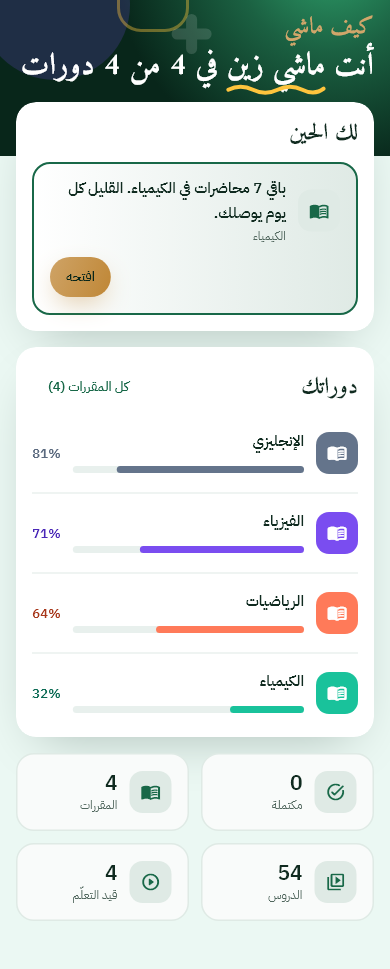 كيف ماشي
أنت ماشي زين في 4 من 4 دورات
لك الحين
باقي 7 محاضرات في الكيمياء. القليل كل
يوم يوصلك.
الكيمياء
افتحه
دوراتك
كل المقررات (4)
الإنجليزي
81%
الفيزياء
71%
الرياضيات
64%
الكيمياء
32%
0
مكتملة
4
المقررات
54
الدروس
4
قيد التعلّم